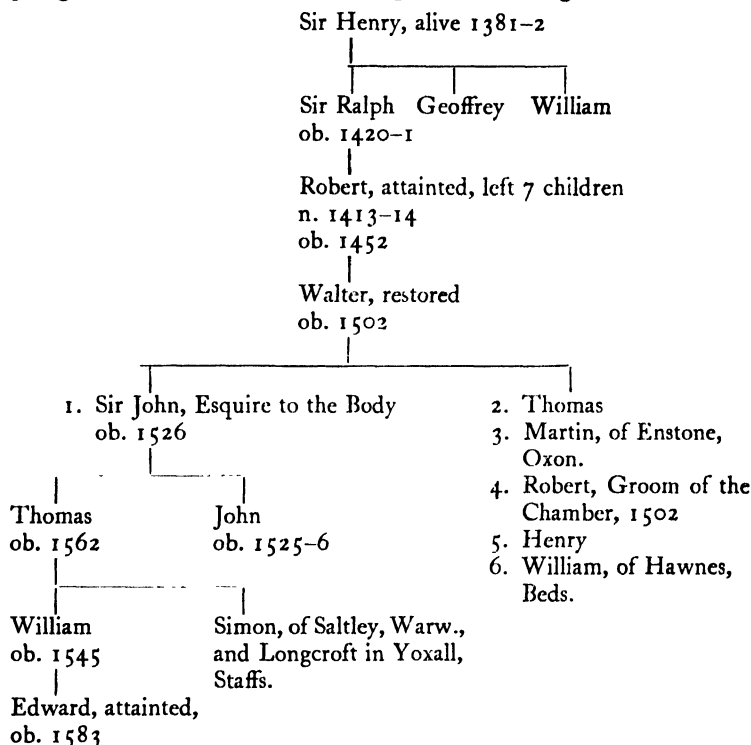 Sir Henry, alive 1381–2
Sir Ralph Geoffrey William
ob. 1420–1
Robert, attainted, left 7 children
n. 1413–14
ob. 1452
Walter, restored
ob. 1502
1. Sir John, Esquire to the Body
ob. 1526
2. Thomas
3. Martin, of Enstone,
Oxon.
4. Robert, Groom of the
Chamber, 1502
5. Henry
6. William, of Hawnes,
Beds.
Thomas
ob. 1562
John
ob. 1525–6
William
ob. 1545
Simon, of Saltley, Warw.,
and Longcroft in Yoxall,
Staffs.
Edward, attainted,
ob. 1583